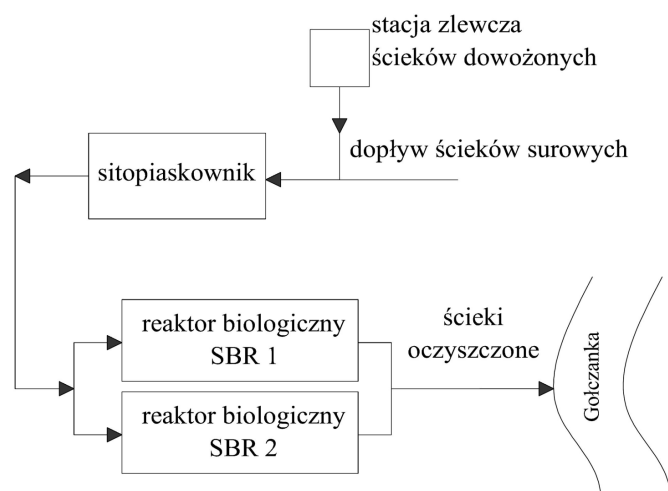 stacja zlewcza
ścieków dowożonych
dopływ ścieków surowych
sitopiaskownik
reaktor biologiczny
SBR 1
ścieki
oczyszczone
Gołczanka
reaktor biologiczny
SBR 2